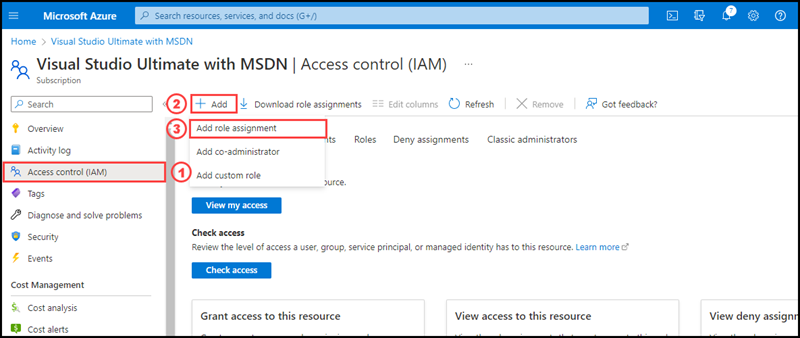 Microsoft Azure
Search resources, services, and docs (G+/)
7
Home > Visual Studio Ultimate with MSDN >
Visual Studio Ultimate with MSDN | Access control (IAM) ...
Subscription
Search
2
+ Add
Download role assignments
Edit columns
Refresh
Remove
Got feedback?
Overview
Activity log
Access control (IAM)
Tags
Diagnose and solve problems
Security
Events
Cost Management
Cost analysis
Cost alerts
3
Add role assignment
Add co-administrator
1
Add custom role
Roles
Deny assignments
Classic administrators
View my access
Check access
Review the level of access a user, group, service principal, or managed identity has to this resource. Learn more
Check access
Grant access to this resource
View access to this resource
View deny assignm